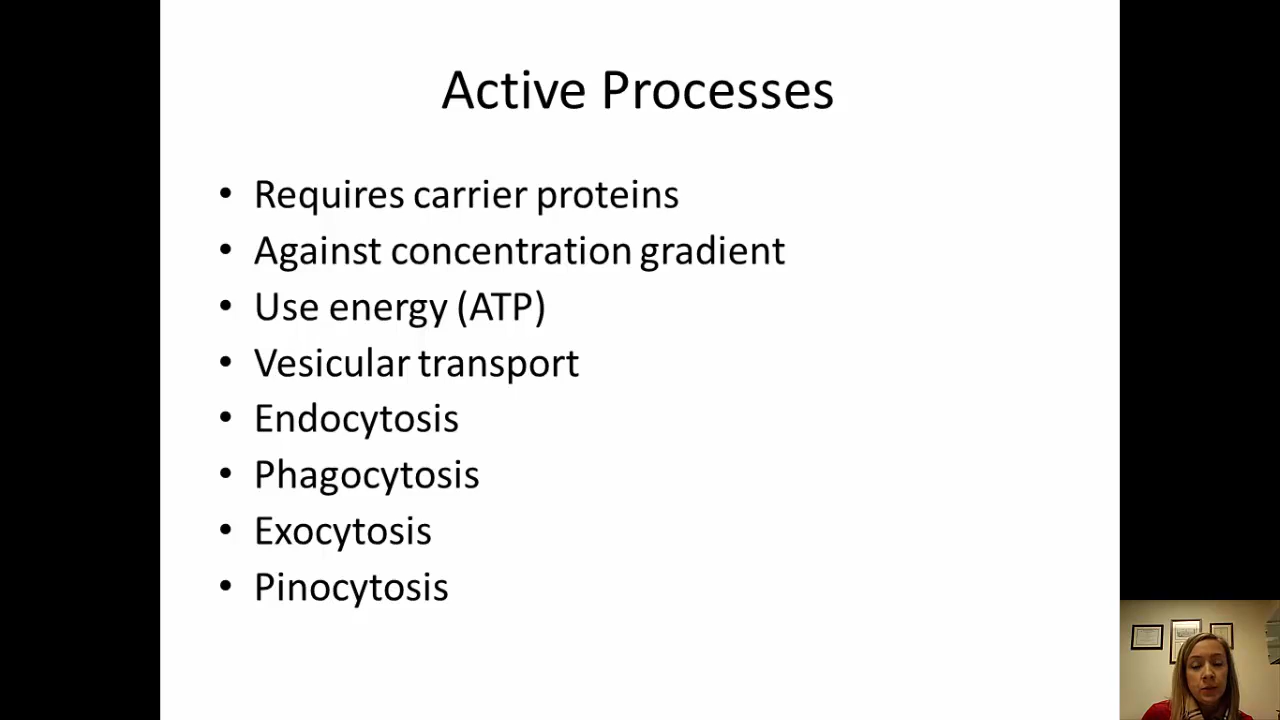 Active Processes
• Requires carrier proteins
• Against concentration gradient
• Use energy (ATP)
• Vesicular transport
• Endocytosis
• Phagocytosis
• Exocytosis
• Pinocytosis